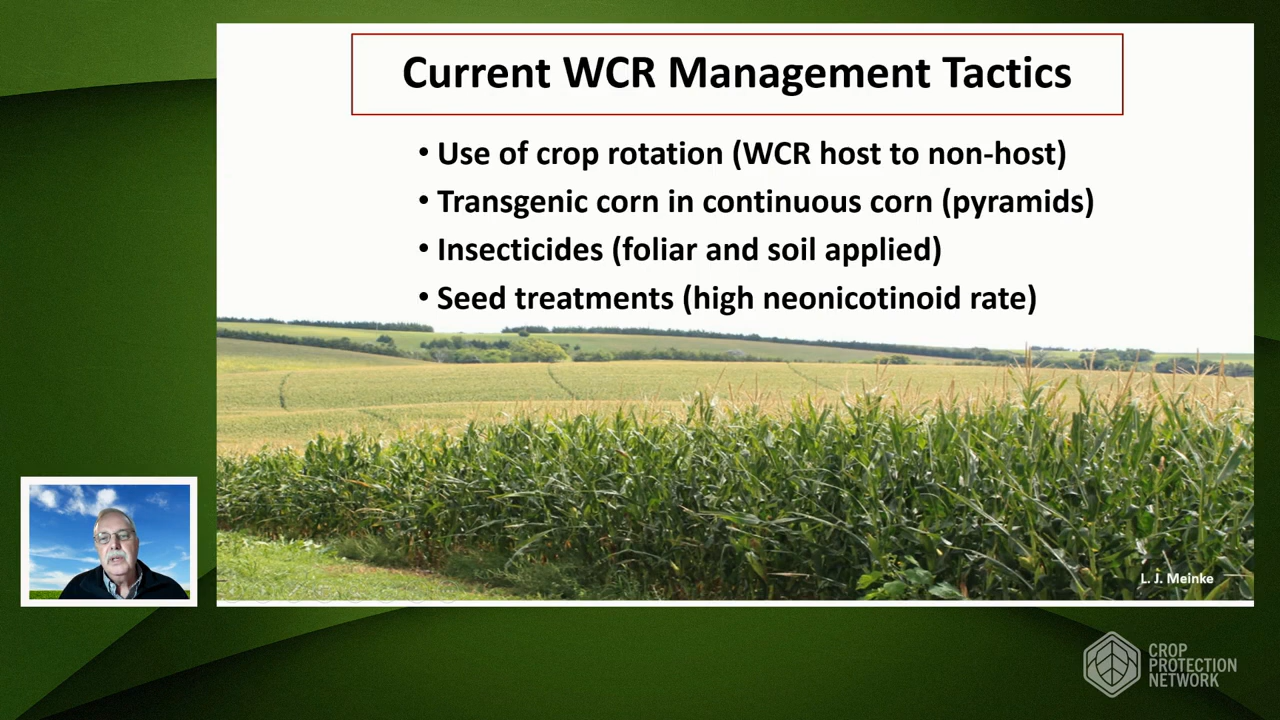 Current WCR Management Tactics
• Use of crop rotation (WCR host to non-host)
• Transgenic corn in continuous corn (pyramids)
• Insecticides (foliar and soil applied)
• Seed treatments (high neonicotinoid rate)
L. J. Meinke
CROP
PROTECTION
NETWORK